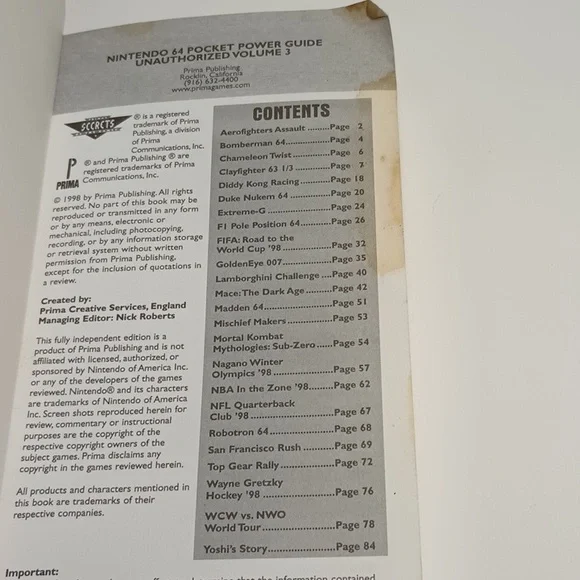 NINTENDO 64 POCKET POWER GUIDE
UNAUTHORIZED VOLUME 3
Prima Publishing
Rocklin, California
(916) 632-4400
www.primagames.com
SECRETS
® is a registered
trademark of Prima
Publishing, a division
of Prima
Communications, Inc.
P
PRIMA
® and Prima Publishing ® are
registered trademarks of Prima
Communications, Inc.
© 1998 by Prima Publishing. All rights
reserved. No part of this book may be
reproduced or transmitted in any form
or by any means, electronic or
mechanical, including photocopying,
recording, or by any information storage
or retrieval system without written
permission from Prima Publishing,
except for the inclusion of quotations in
a review.
Created by:
Prima Creative Services, England
Managing Editor: Nick Roberts
This fully independent edition is a
product of Prima Publishing and is not
affiliated with licensed, authorized, or
sponsored by Nintendo of America Inc.
or any of the developers of the games
reviewed. Nintendo® and its characters
are trademarks of Nintendo of America
Inc. Screen shots reproduced herein for
review, commentary or instructional
purposes are the copyright of the
respective copyright owners of the
subject games. Prima disclaims any
copyright in the games reviewed herein.
All products and characters mentioned in
this book are trademarks of their
respective companies.
Important:
CONTENTS
Aerofighters Assault ..........Page 2
Bomberman 64....................Page 4
Chameleon Twist................Page 6
Clayfighter 63 1/3 ..............Page 7
Diddy Kong Racing ............Page 18
Duke Nukem 64 ................Page 20
Extreme-G ........................Page 24
F1 Pole Position 64............Page 26
FIFA: Road to the
World Cup '98 ..................Page 32
GoldenEye 007..................Page 35
Lamborghini Challenge ....Page 40
Mace: The Dark Age..........Page 42
Madden 64........................Page 51
Mischief Makers................Page 53
Mortal Kombat
Mythologies: Sub-Zero......Page 54
Nagano Winter
Olympics '98 ....................Page 57
NBA In the Zone '98..........Page 62
NFL Quarterback
Club '98 ............................Page 67
Robotron 64 ......................Page 68
San Francisco Rush ..........Page 69
Top Gear Rally..................Page 72
Wayne Gretzky
Hockey '98 ........................Page 76
WCW vs. NWO
World Tour........................Page 78
Yoshi's Story......................Page 84
the information contained